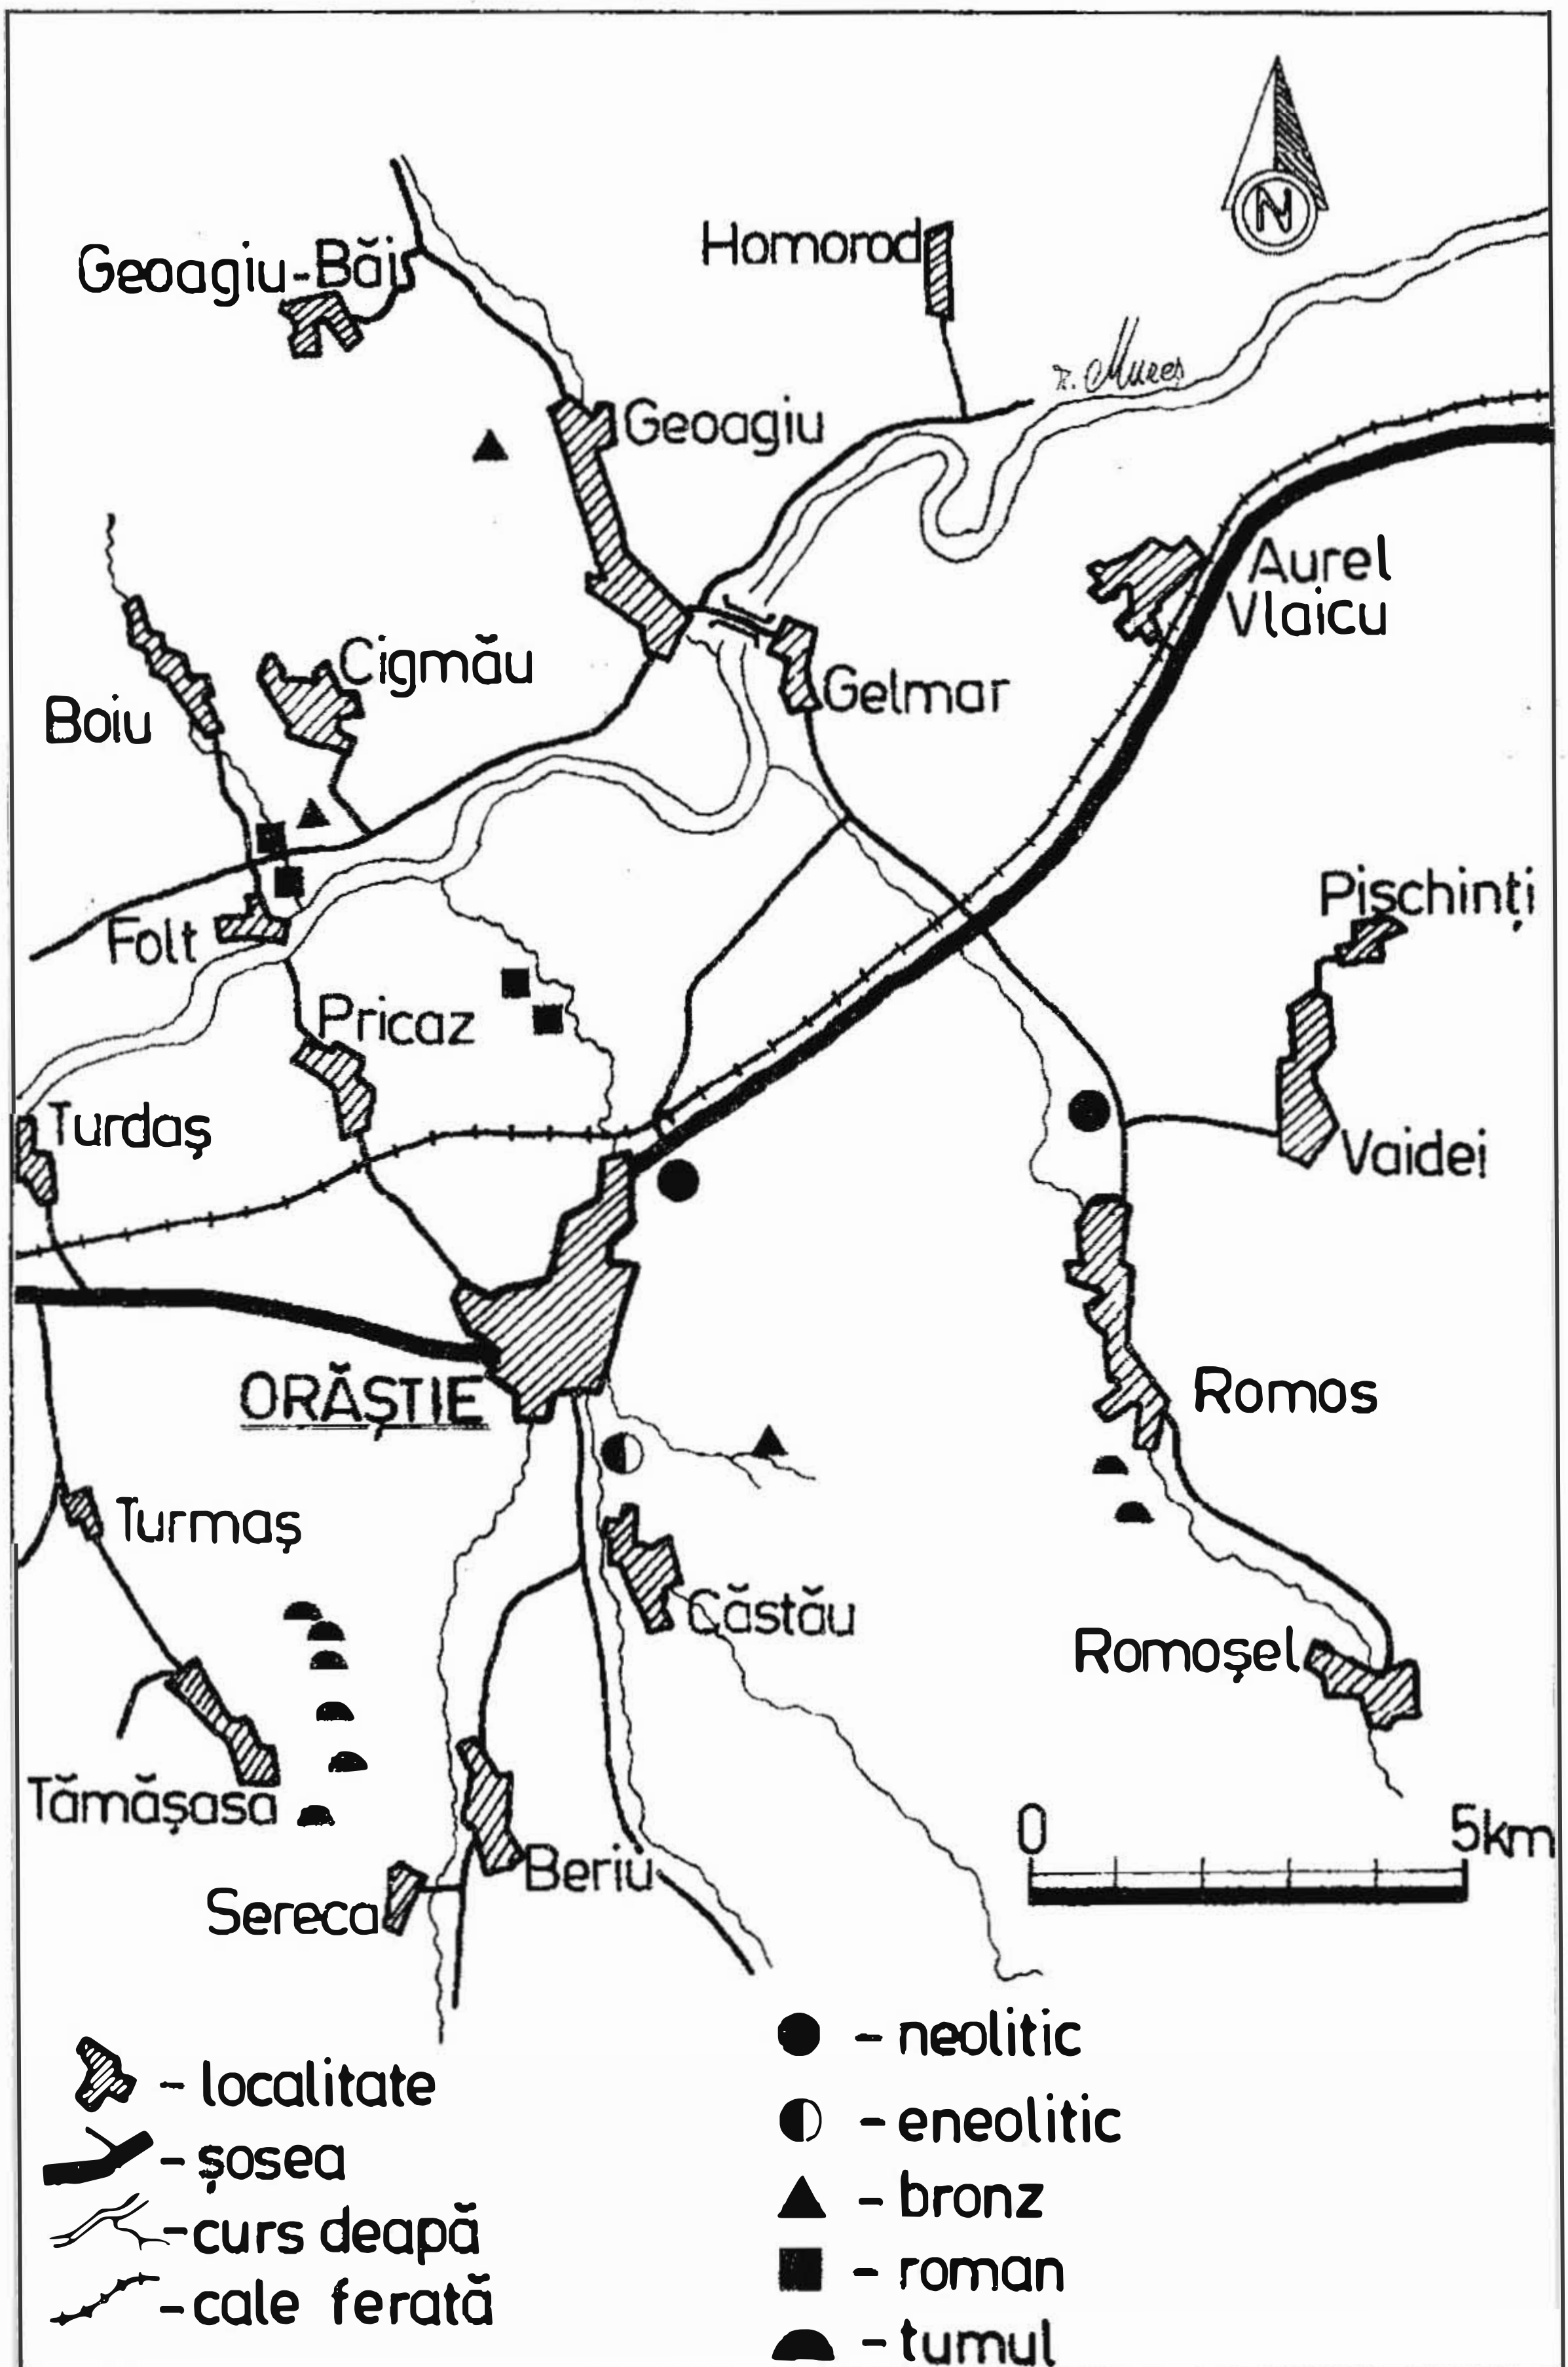 N
Homorod
Geoagiu-Băi
r. Mureș
Geoagiu
Aurel
Vlaicu
Cigmău
Gelmar
Boiu
Pischinți
Folt
Pricaz
Turdaș
Vaidei
ORĂȘTIE
Romos
Turmaș
Căstău
Romoșel
Tămășasa
0 5km
Beriu
Sereca
- localitate
- șosea
- curs deapă
- cale ferată
- neolitic
- eneolitic
- bronz
- roman
- tumul